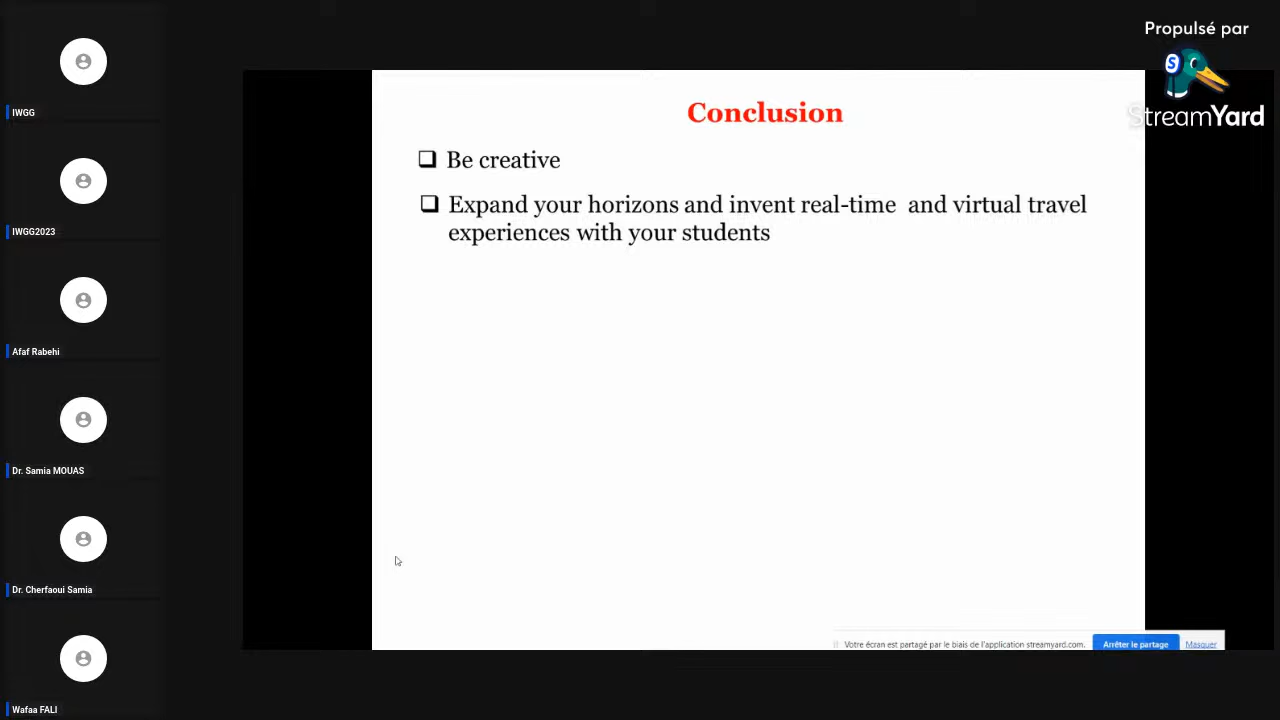 Propulsé par
StreamYard
IWGG
IWGG2023
Afaf Rabehi
Dr. Samia MOUAS
Dr. Cherfaoui Samia
Wafaa FALI
Conclusion
❑ Be creative
❑ Expand your horizons and invent real-time and virtual travel
experiences with your students
Votre écran est partagé par le biais de l'application streamyard.com.
Arrêter le partage
Masquer